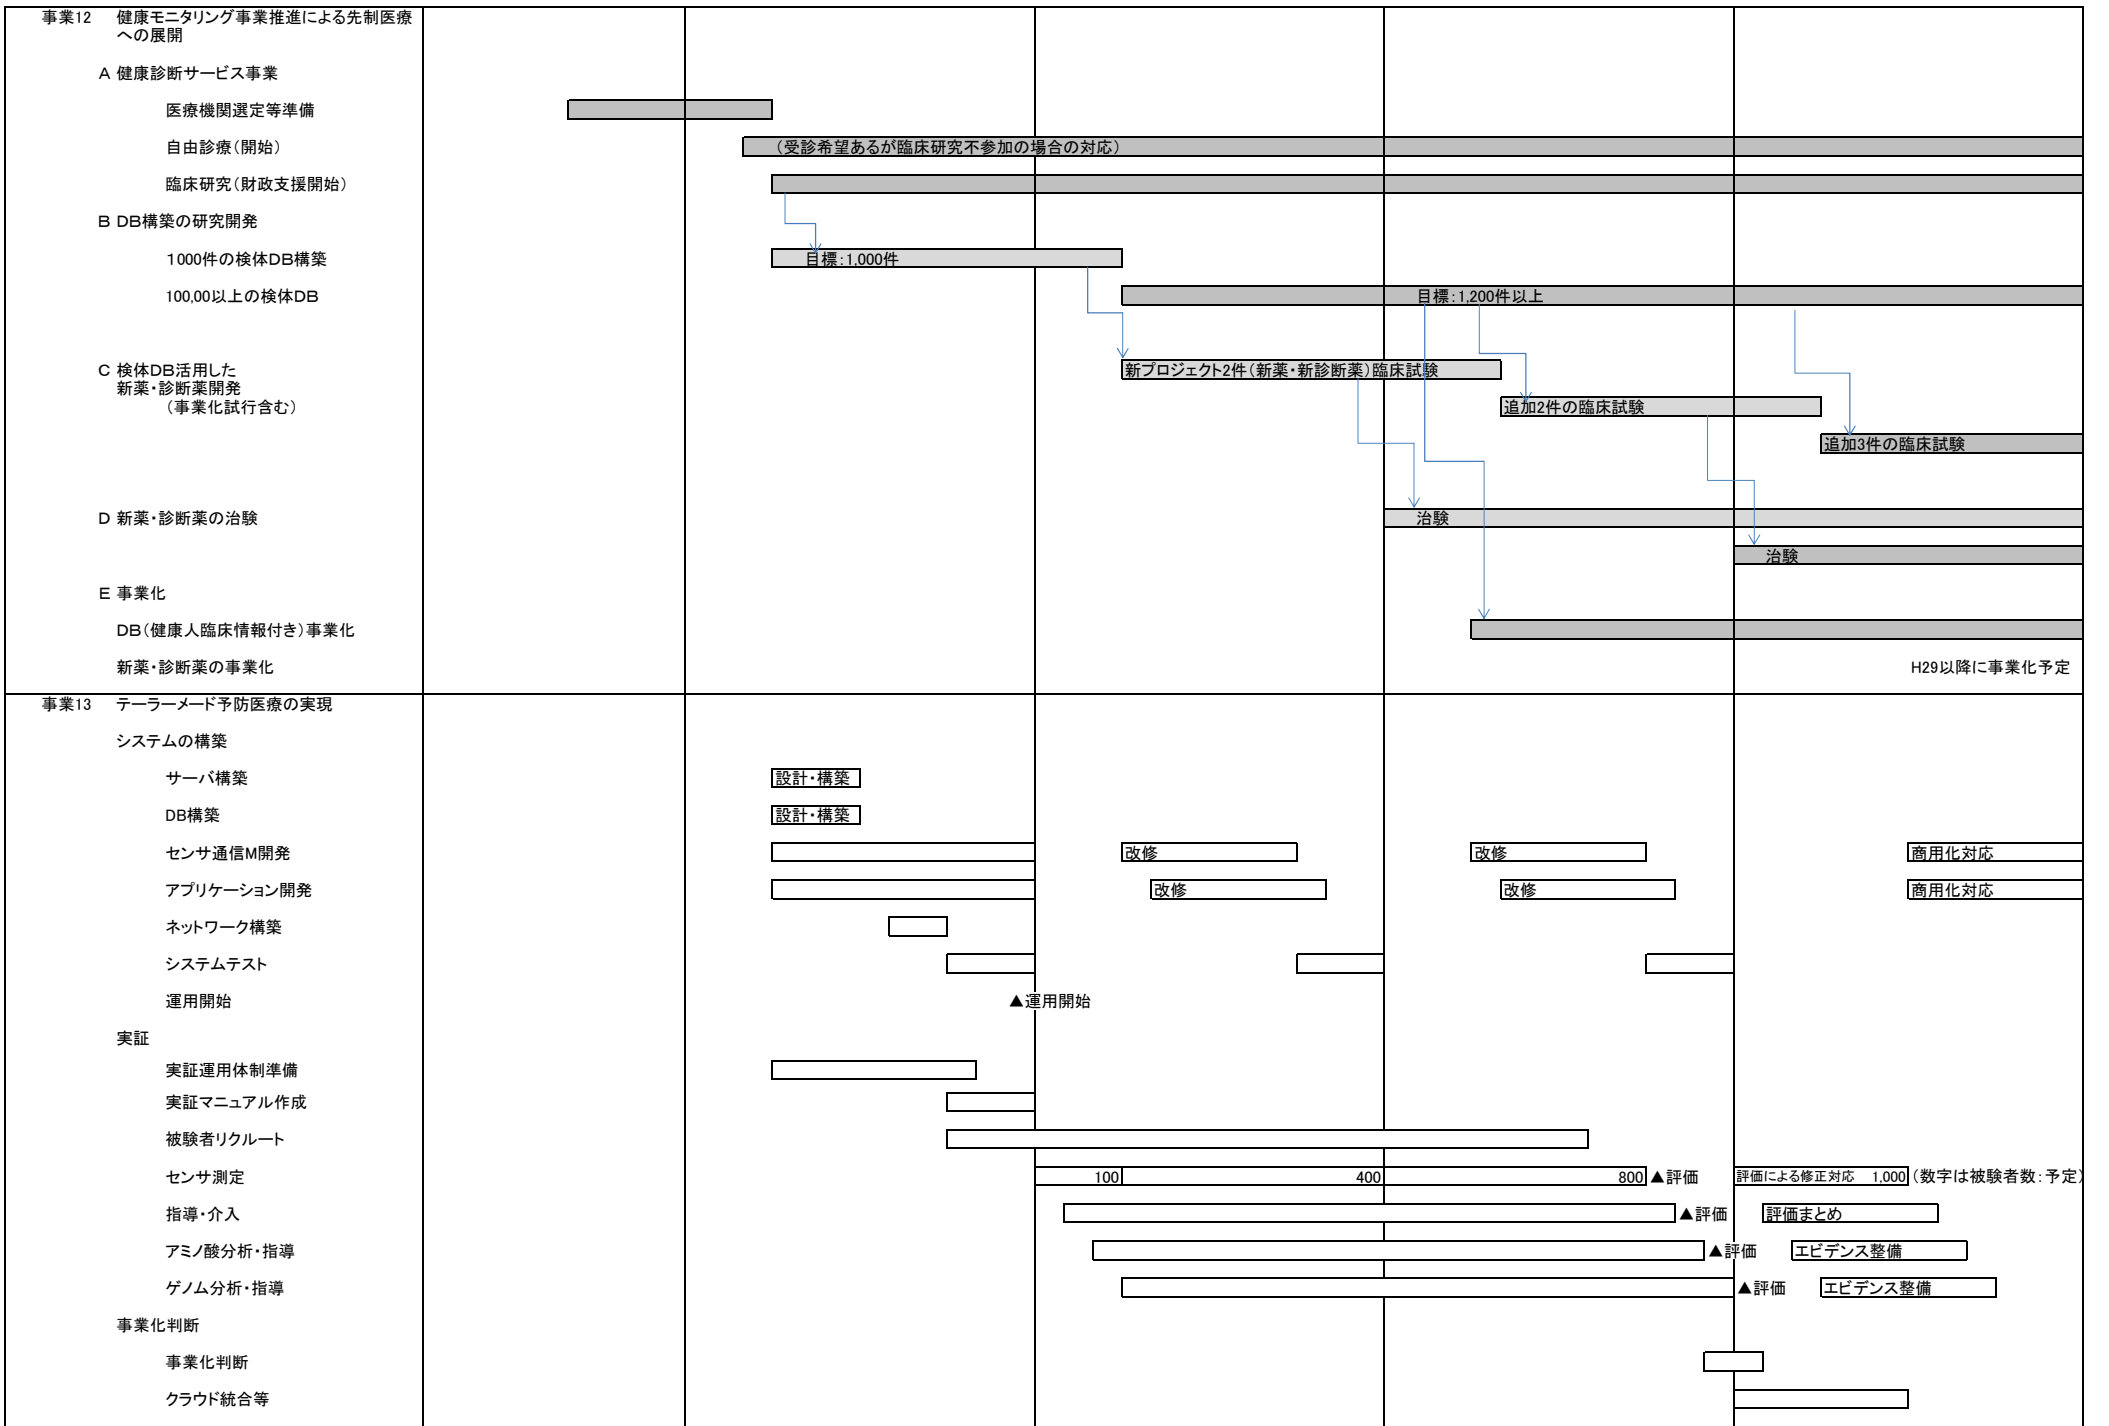 事業12 健康モニタリング事業推進による先制医療
への展開
A 健康診断サービス事業
医療機関選定等準備
自由診療(開始) (受診希望あるが臨床研究不参加の場合の対応)
臨床研究(財政支援開始)
B DB構築の研究開発
1000件の検体DB構築 目標:1,000件
100,00以上の検体DB 目標:1,200件以上
C 検体DB活用した 新プロジェクト2件(新薬・新診断薬)臨床試験
新薬・診断薬開発
(事業化試行含む) 追加2件の臨床試験
追加3件の臨床試験
D 新薬・診断薬の治験 治験
治験
E 事業化
DB(健康人臨床情報付き)事業化
新薬・診断薬の事業化 H29以降に事業化予定
事業13 テーラーメード予防医療の実現
システムの構築
サーバ構築 設計・構築
DB構築 設計・構築
センサ通信M開発 改修 改修 商用化対応
アプリケーション開発 改修 改修 商用化対応
ネットワーク構築
システムテスト
運用開始 ▲運用開始
実証
実証運用体制準備
実証マニュアル作成
被験者リクルート
センサ測定 100 400 800 ▲評価 評価による修正対応 1,000 (数字は被験者数:予定)
指導・介入 ▲評価 評価まとめ
アミノ酸分析・指導 ▲評価 エビデンス整備
ゲノム分析・指導 ▲評価 エビデンス整備
事業化判断
事業化判断
クラウド統合等